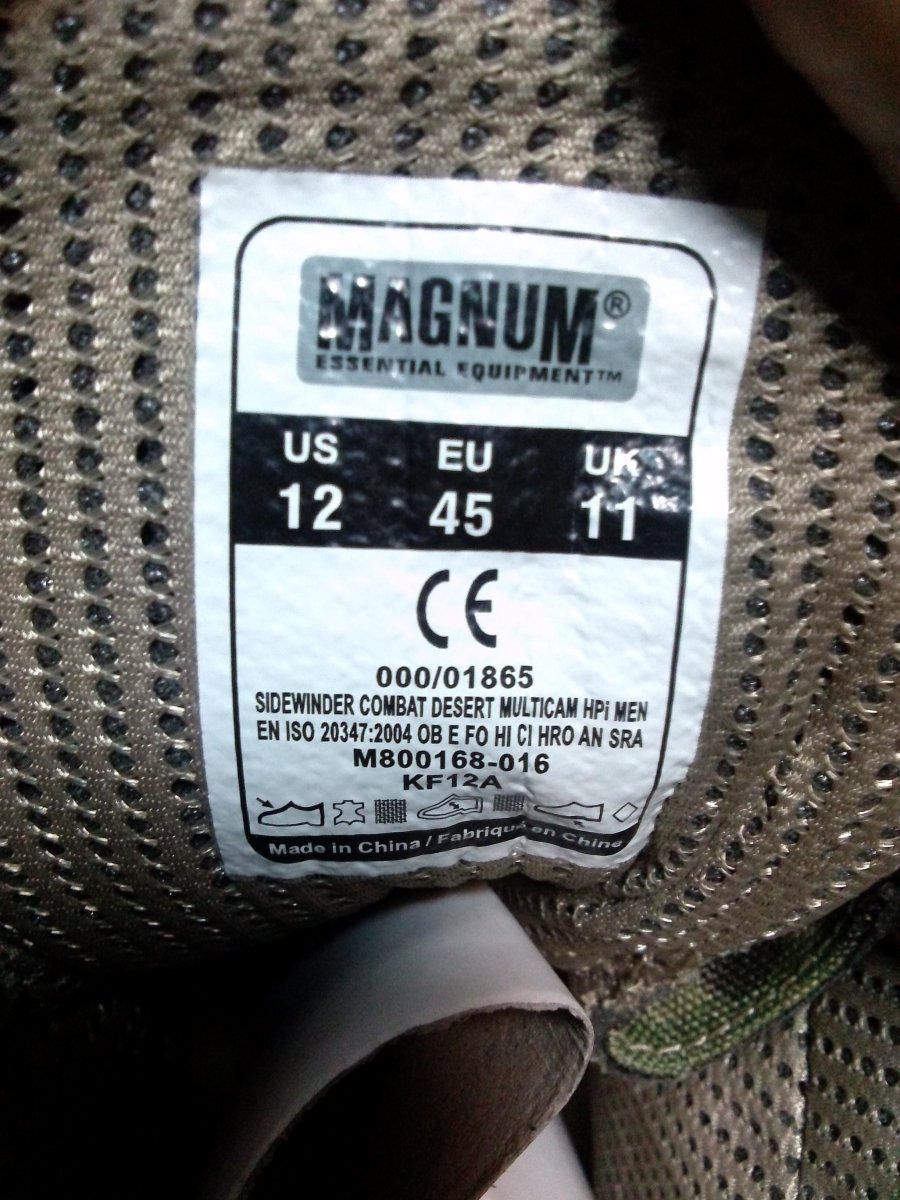 MAGNUM®
ESSENTIAL EQUIPMENT™
US EU UK
12 45 11
CE
000/01865
SIDEWINDER COMBAT DESERT MULTICAM HPi MEN
EN ISO 20347:2004 OB E FO HI CI HRO AN SRA
M800168-016
KF12A
Made in China / Fabriqué en Chine